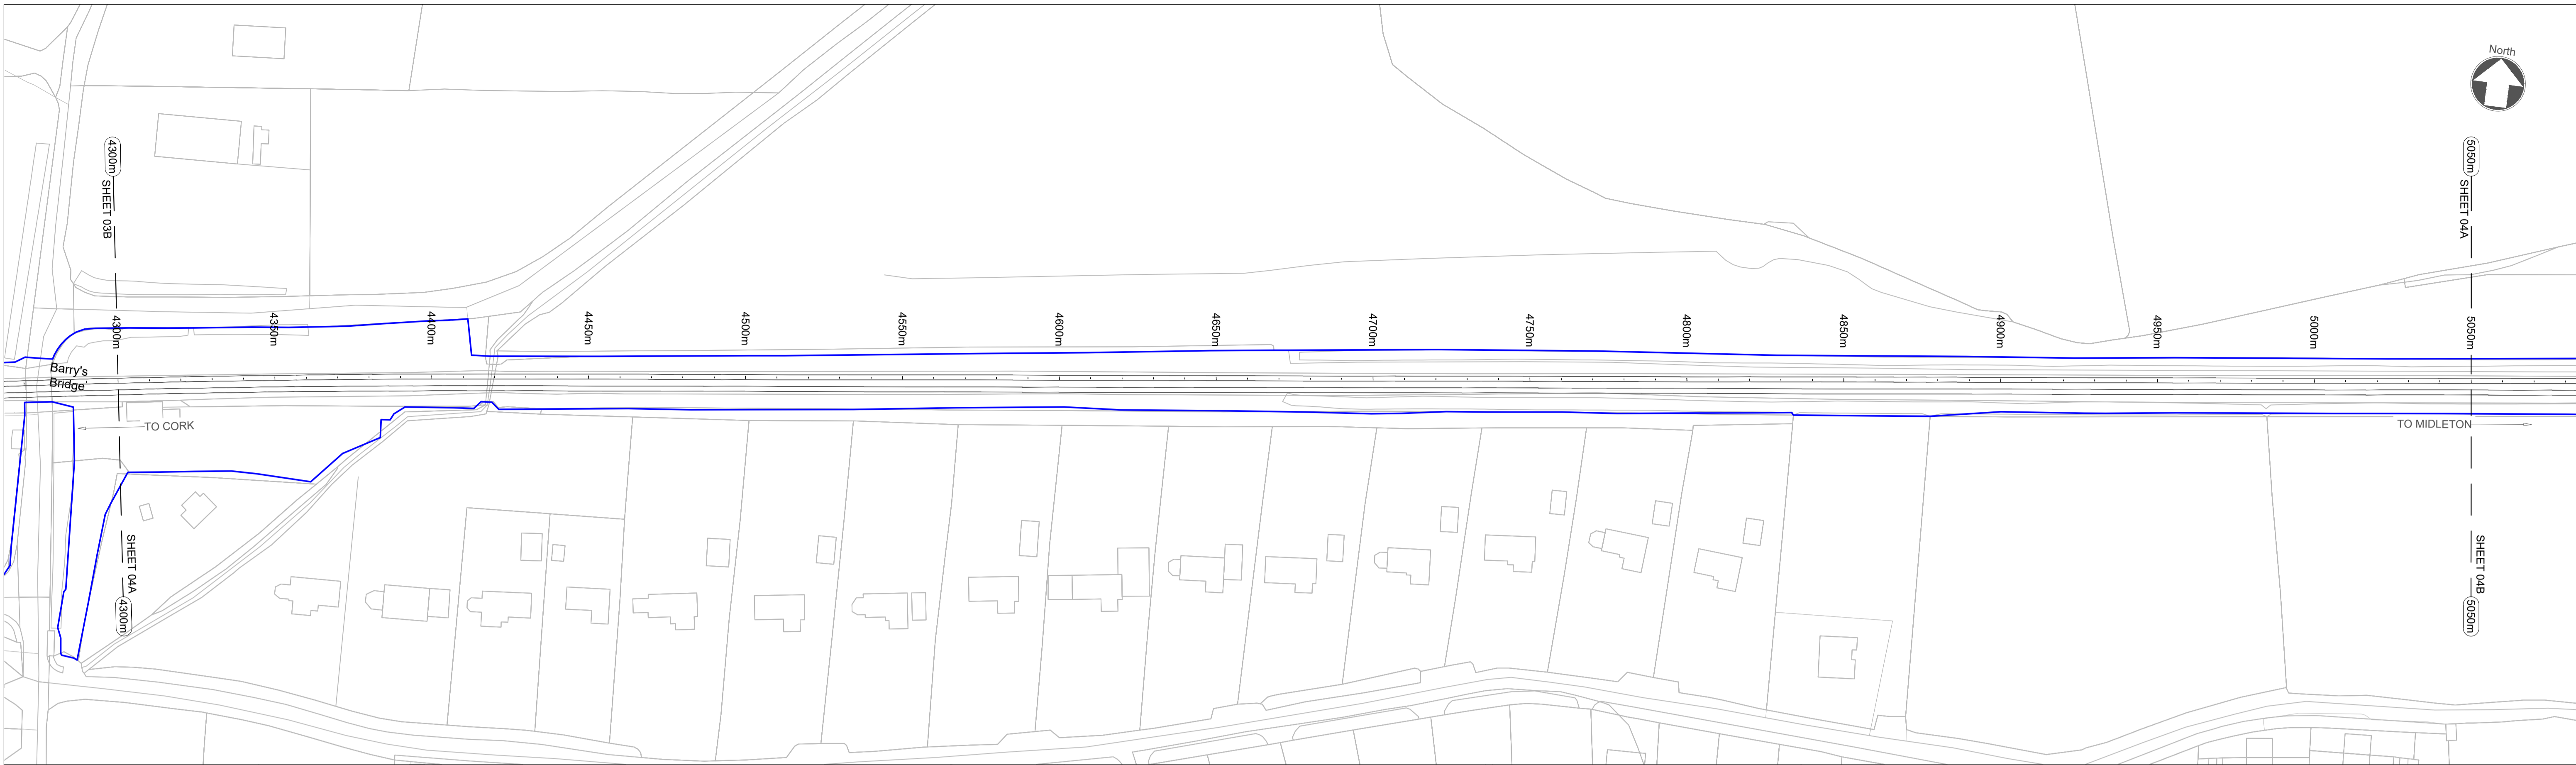 North
4300m
SHEET 03B
5050m
SHEET 04A
4300m
4350m
4400m
4450m
4500m
4550m
4600m
4650m
4700m
4750m
4800m
4850m
4900m
4950m
5000m
5050m
Barry's
Bridge
TO CORK
TO MIDLETON
SHEET 04A
4300m
SHEET 04B
5050m